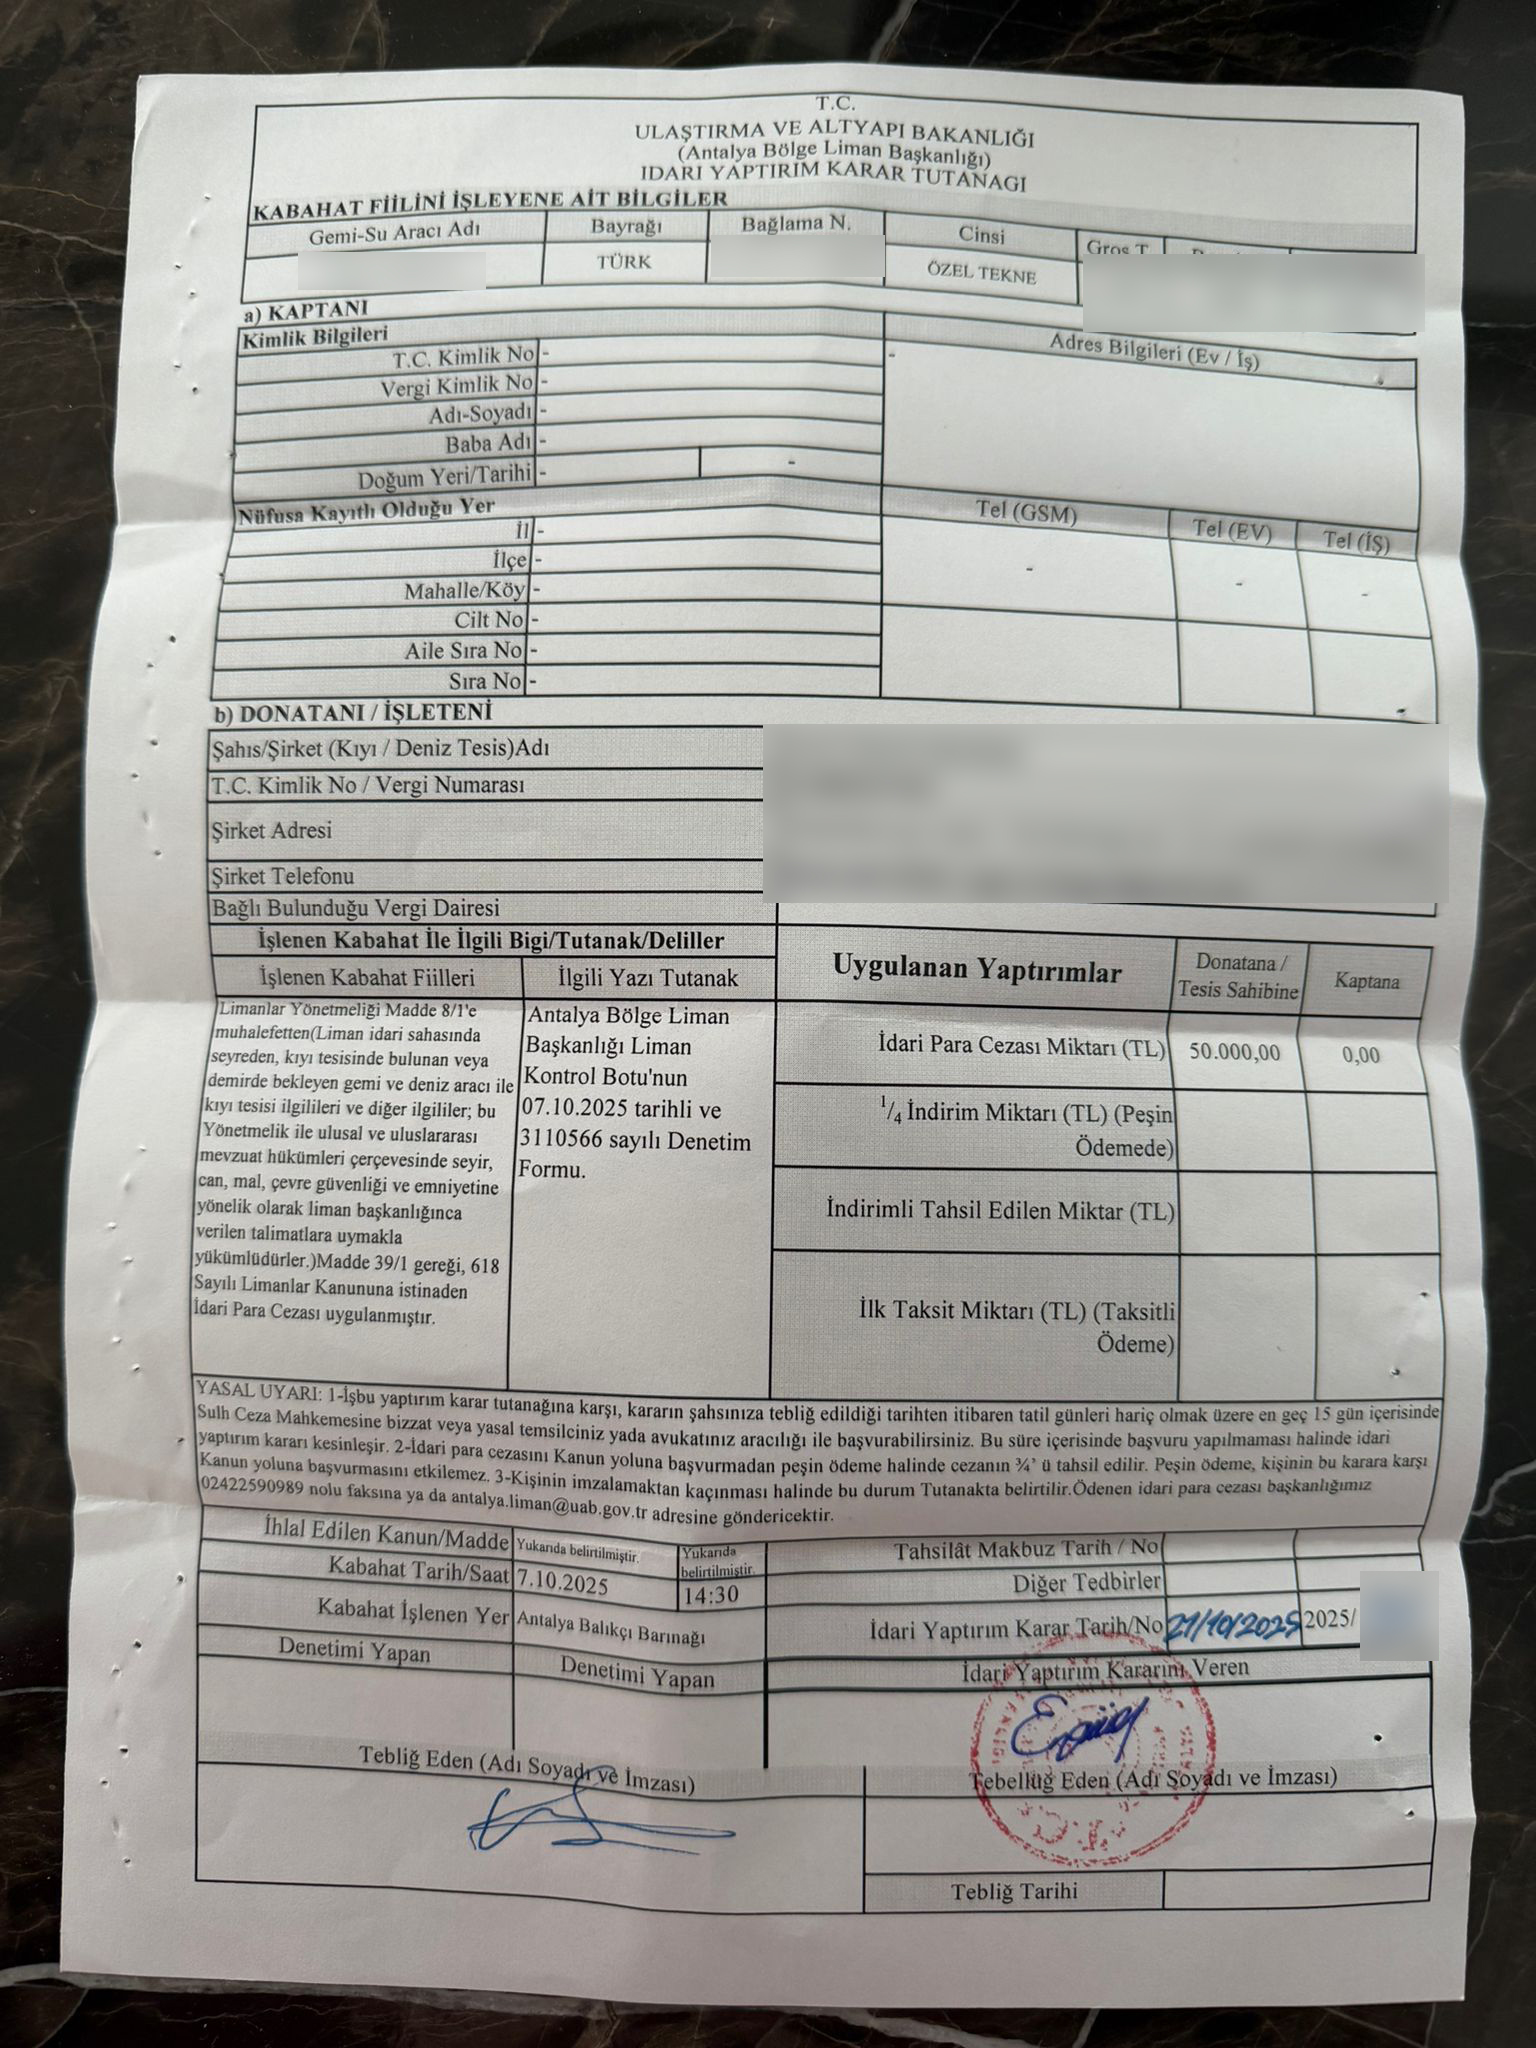 T.C.
ULAŞTIRMA VE ALTYAPI BAKANLIĞI
(Antalya Bölge Liman Başkanlığı)
IDARI YAPTIRIM KARAR TUTANAGI
KABAHAT FİİLİNİ İŞLEYENE AİT BİLGİLER
Gemi-Su Aracı Adı Bayrağı Bağlama N. Cinsi Gros T.
TÜRK ÖZEL TEKNE
a) KAPTANI
Kimlik Bilgileri Adres Bilgileri (Ev / İş)
T.C. Kimlik No - -
Vergi Kimlik No -
Adı-Soyadı -
Baba Adı -
Doğum Yeri/Tarihi - -
Nüfusa Kayıtlı Olduğu Yer Tel (GSM) Tel (EV) Tel (İŞ)
İl -
İlçe - - - -
Mahalle/Köy -
Cilt No -
Aile Sıra No -
Sıra No -
b) DONATANI / İŞLETENİ
Şahıs/Şirket (Kıyı / Deniz Tesis)Adı
T.C. Kimlik No / Vergi Numarası
Şirket Adresi
Şirket Telefonu
Bağlı Bulunduğu Vergi Dairesi
İşlenen Kabahat İle İlgili Bigi/Tutanak/Deliller
İşlenen Kabahat Fiilleri İlgili Yazı Tutanak
Uygulanan Yaptırımlar
Donatana /
Tesis Sahibine
Kaptana
Limanlar Yönetmeliği Madde 8/1'e
muhalefetten(Liman idari sahasında
seyreden, kıyı tesisinde bulunan veya
demirde bekleyen gemi ve deniz aracı ile
kıyı tesisi ilgilileri ve diğer ilgililer; bu
Yönetmelik ile ulusal ve uluslararası
mevzuat hükümleri çerçevesinde seyir,
can, mal, çevre güvenliği ve emniyetine
yönelik olarak liman başkanlığınca
verilen talimatlara uymakla
yükümlüdürler.)Madde 39/1 gereği, 618
Sayılı Limanlar Kanununa istinaden
İdari Para Cezası uygulanmıştır.
Antalya Bölge Liman
Başkanlığı Liman
Kontrol Botu'nun
07.10.2025 tarihli ve
3110566 sayılı Denetim
Formu.
İdari Para Cezası Miktarı (TL) 50.000,00 0,00
1/4 İndirim Miktarı (TL) (Peşin
Ödemede)
İndirimli Tahsil Edilen Miktar (TL)
İlk Taksit Miktarı (TL) (Taksitli
Ödeme)
YASAL UYARI: 1-İşbu yaptırım karar tutanağına karşı, kararın şahsınıza tebliğ edildiği tarihten itibaren tatil günleri hariç olmak üzere en geç 15 gün içerisinde
Sulh Ceza Mahkemesine bizzat veya yasal temsilciniz yada avukatınız aracılığı ile başvurabilirsiniz. Bu süre içerisinde başvuru yapılmaması halinde idari
yaptırım kararı kesinleşir. 2-İdari para cezasını Kanun yoluna başvurmadan peşin ödeme halinde cezanın ¾' ü tahsil edilir. Peşin ödeme, kişinin bu karara karşı
Kanun yoluna başvurmasını etkilemez. 3-Kişinin imzalamaktan kaçınması halinde bu durum Tutanakta belirtilir.Ödenen idari para cezası başkanlığımız
02422590989 nolu faksına ya da antalya.liman@uab.gov.tr adresine göndericektir.
İhlal Edilen Kanun/Madde Yukarıda belirtilmiştir. Yukarıda
belirtilmiştir.
Tahsilât Makbuz Tarih / No
Kabahat Tarih/Saat 7.10.2025 14:30
Diğer Tedbirler
Kabahat İşlenen Yer Antalya Balıkçı Barınağı
İdari Yaptırım Karar Tarih/No 27/10/2025 2025/
Denetimi Yapan Denetimi Yapan İdari Yaptırım Kararını Veren
Tebliğ Eden (Adı Soyadı ve İmzası) Tebellüğ Eden (Adı Soyadı ve İmzası)
Tebliğ Tarihi